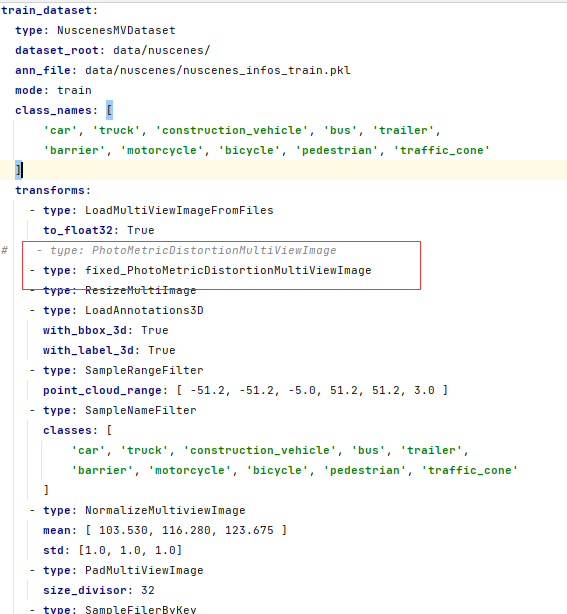 train_dataset:
type: NuscenesMVDataset
dataset_root: data/nuscenes/
ann_file: data/nuscenes/nuscenes_infos_train.pkl
mode: train
class_names: [
'car', 'truck', 'construction_vehicle', 'bus', 'trailer',
'barrier', 'motorcycle', 'bicycle', 'pedestrian', 'traffic_cone'
]
transforms:
- type: LoadMultiViewImageFromFiles
to_float32: True
# - type: PhotoMetricDistortionMultiViewImage
- type: fixed_PhotoMetricDistortionMultiViewImage
- type: ResizeMultiImage
- type: LoadAnnotations3D
with_bbox_3d: True
with_label_3d: True
- type: SampleRangeFilter
point_cloud_range: [ -51.2, -51.2, -5.0, 51.2, 51.2, 3.0 ]
- type: SampleNameFilter
classes: [
'car', 'truck', 'construction_vehicle', 'bus', 'trailer',
'barrier', 'motorcycle', 'bicycle', 'pedestrian', 'traffic_cone'
]
- type: NormalizeMultiviewImage
mean: [ 103.530, 116.280, 123.675 ]
std: [1.0, 1.0, 1.0]
- type: PadMultiViewImage
size_divisor: 32
- type: SampleFilerByKey